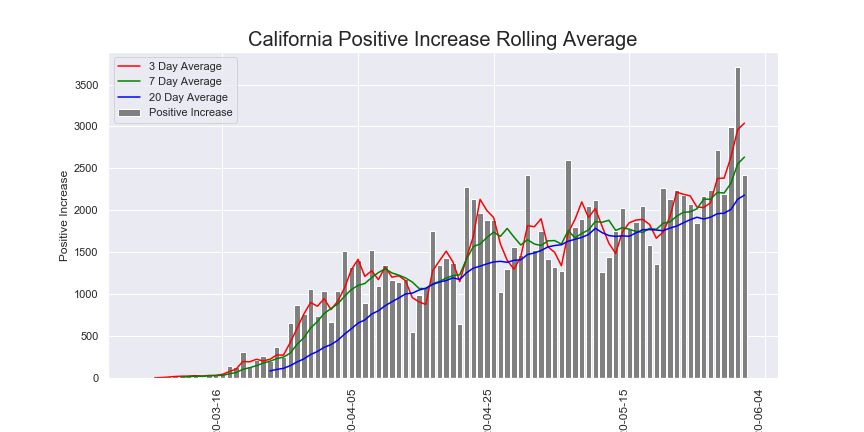 California Positive Increase Rolling Average
3 Day Average
7 Day Average
20 Day Average
Positive Increase
Positive Increase
3500
3000
2500
2000
1500
1000
500
0
0-03-16
0-04-05
0-04-25
0-05-15
0-06-04